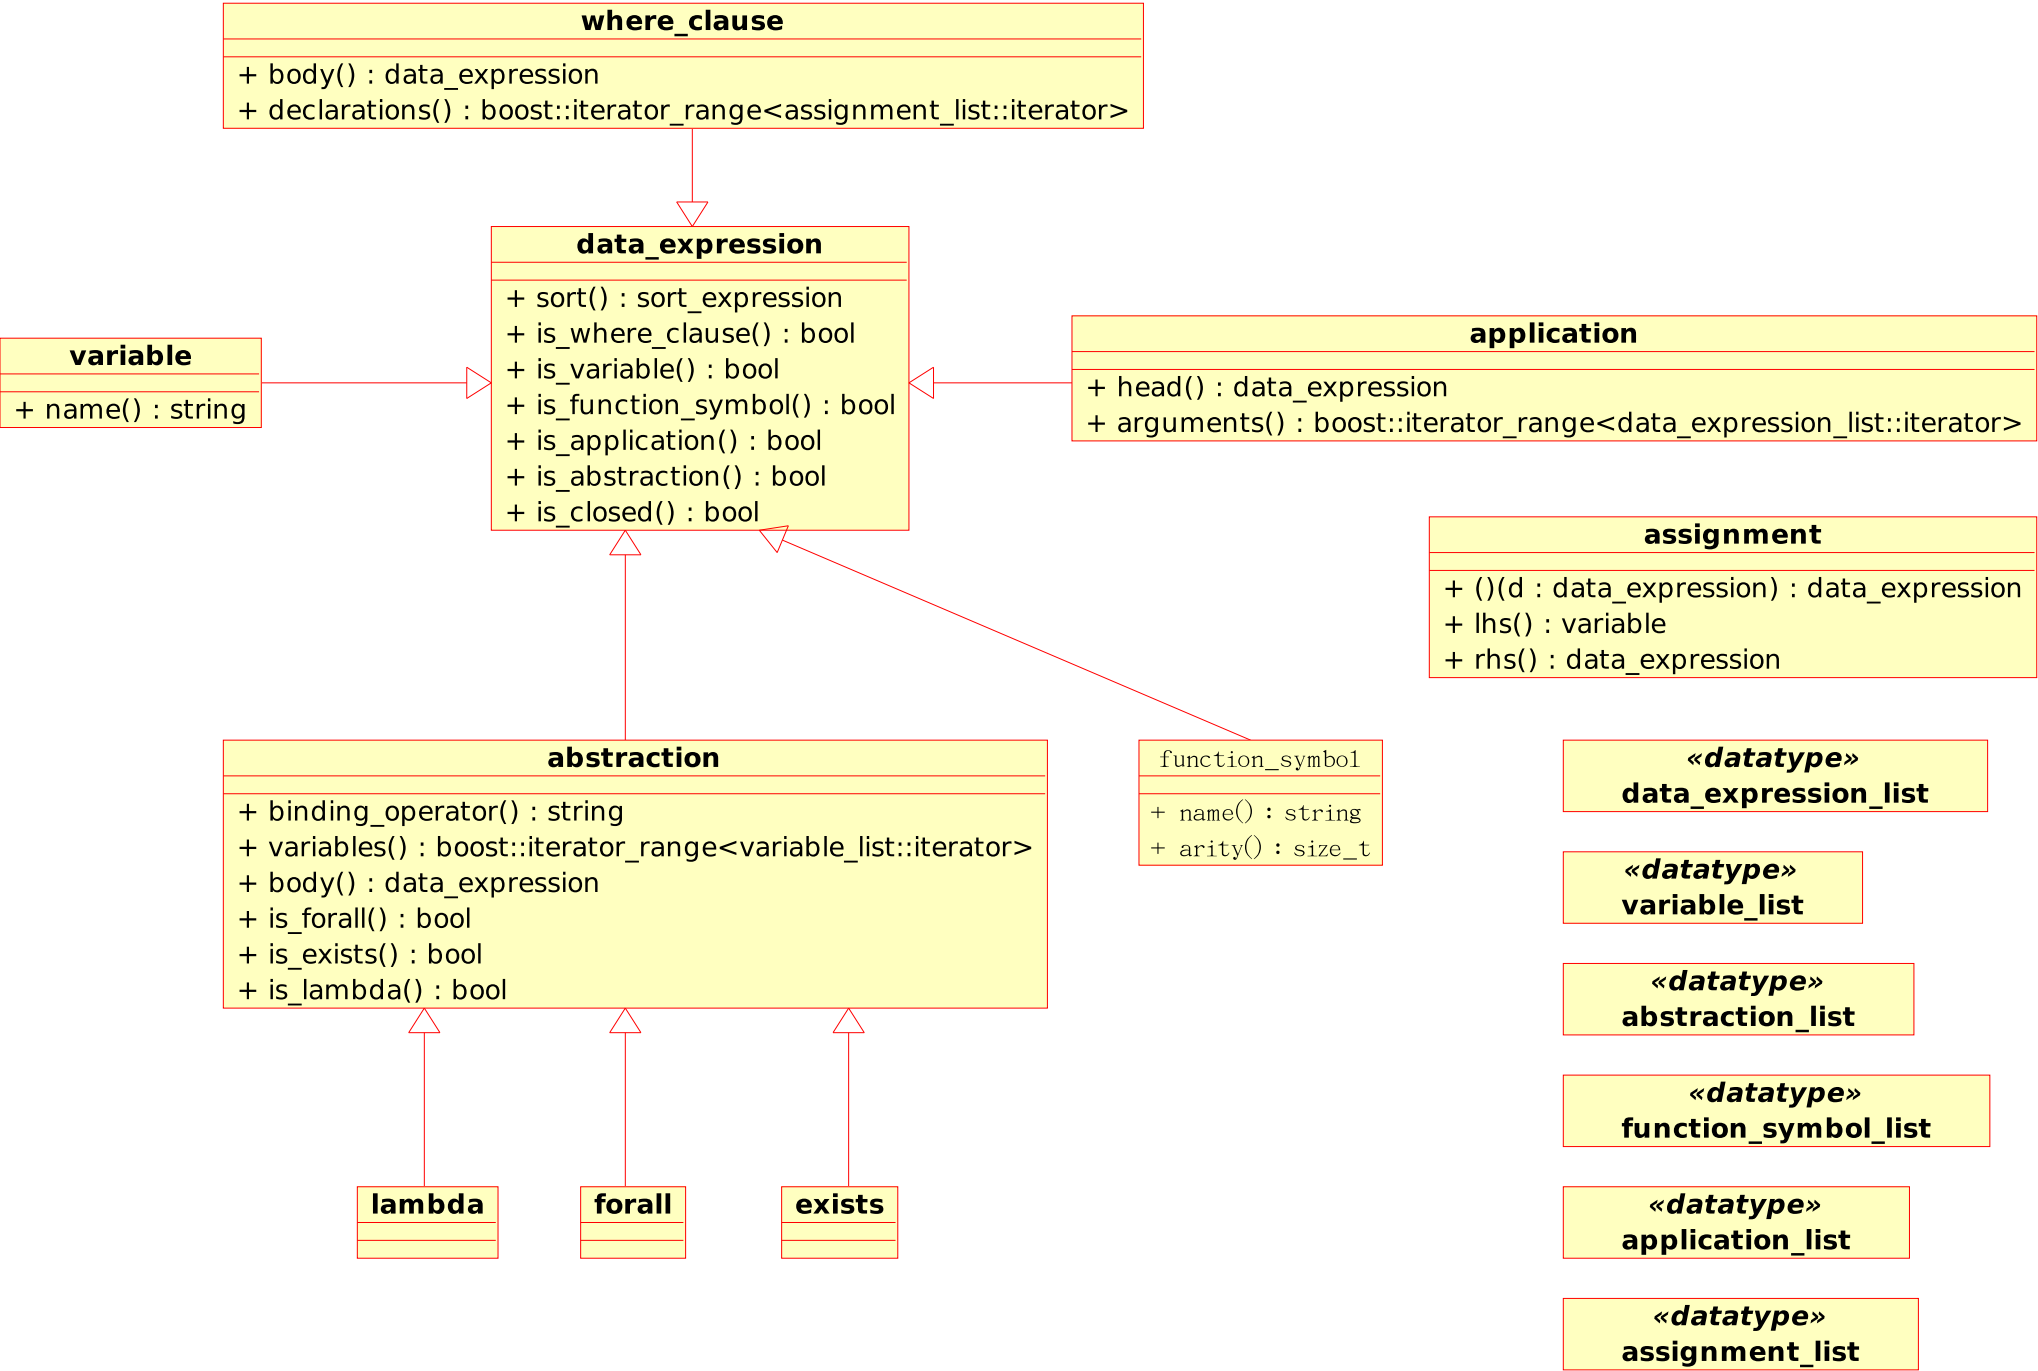 where_clause
+ body() : data_expression
+ declarations() : boost::iterator_range<assignment_list::iterator>
data_expression
+ sort() : sort_expression
+ is_where_clause() : bool
+ is_variable() : bool
+ is_function_symbol() : bool
+ is_application() : bool
+ is_abstraction() : bool
+ is_closed() : bool
variable
+ name() : string
application
+ head() : data_expression
+ arguments() : boost::iterator_range<data_expression_list::iterator>
assignment
+ ()(d : data_expression) : data_expression
+ lhs() : variable
+ rhs() : data_expression
abstraction
+ binding_operator() : string
+ variables() : boost::iterator_range<variable_list::iterator>
+ body() : data_expression
+ is_forall() : bool
+ is_exists() : bool
+ is_lambda() : bool
function_symbol
+ name() : string
+ arity() : size_t
«datatype»
data_expression_list
«datatype»
variable_list
«datatype»
abstraction_list
«datatype»
function_symbol_list
«datatype»
application_list
«datatype»
assignment_list
lambda
forall
exists